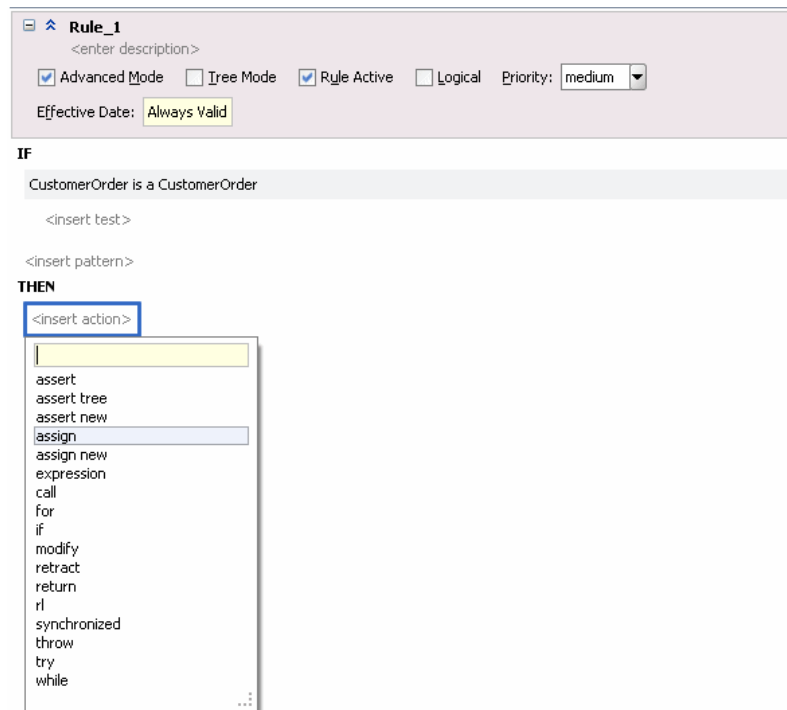 Rule_1
<enter description>
Advanced Mode Tree Mode Rule Active Logical Priority: medium
Effective Date: Always Valid
IF
CustomerOrder is a CustomerOrder
<insert test>
<insert pattern>
THEN
<insert action>
assert
assert tree
assert new
assign
assign new
expression
call
for
if
modify
retract
return
rl
synchronized
throw
try
while